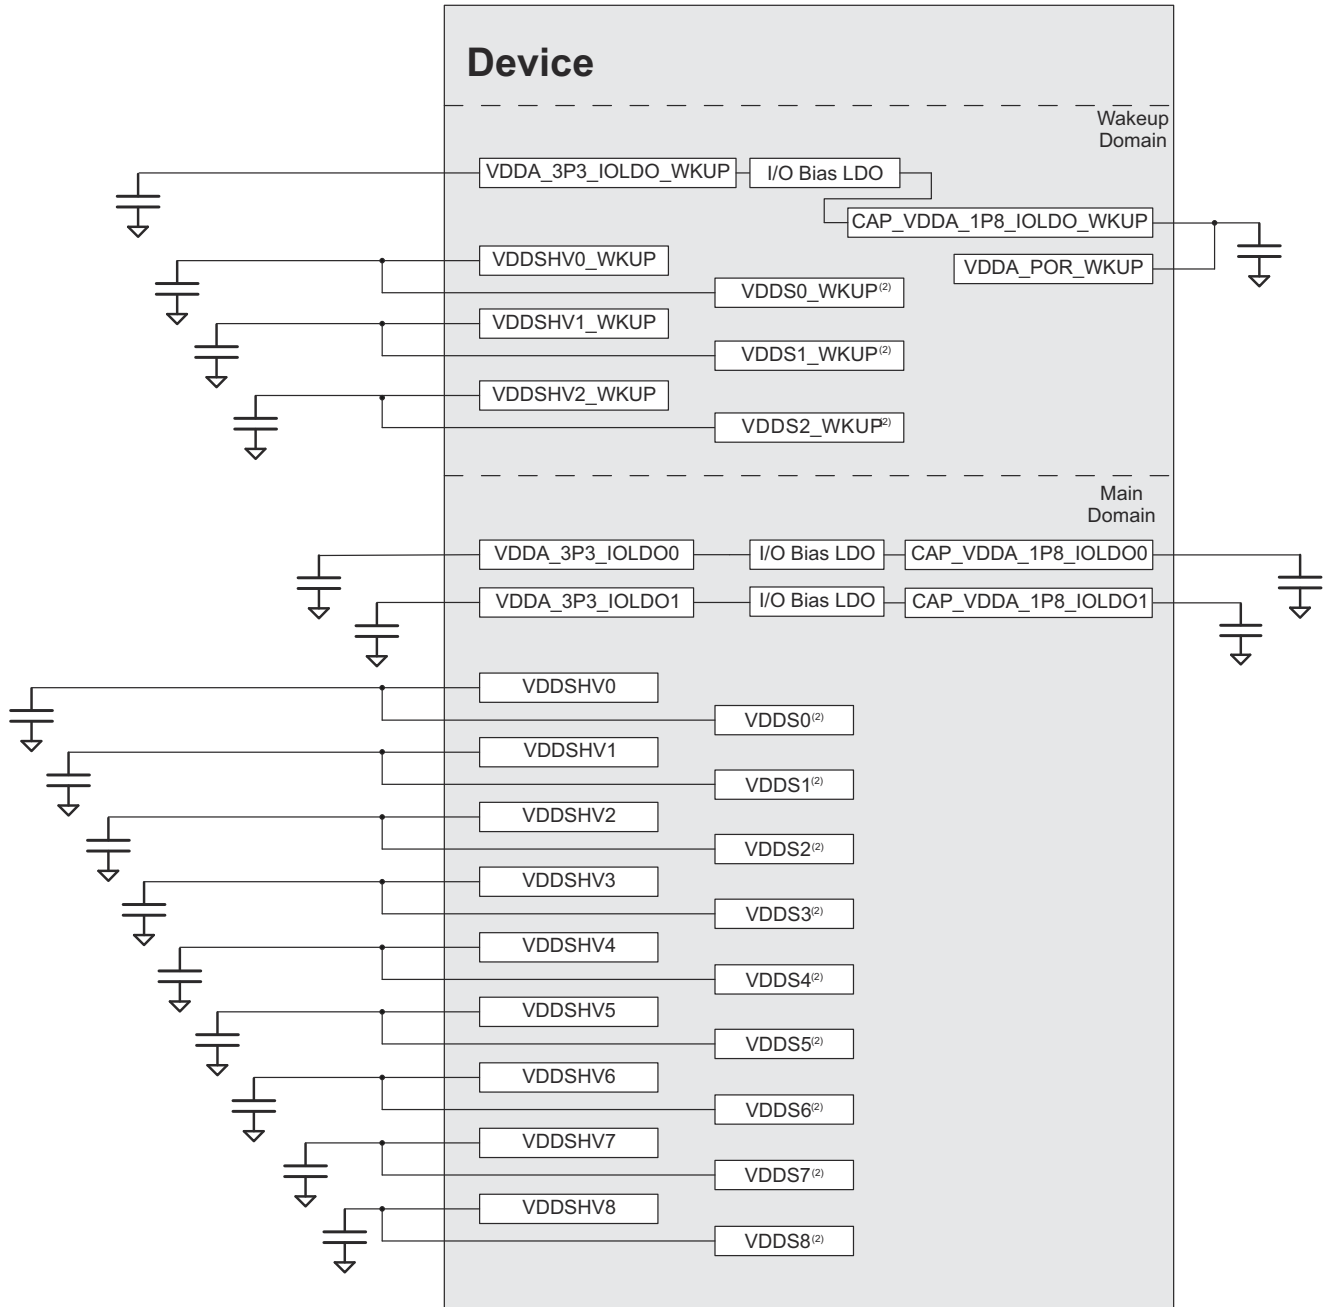 Device
Wakeup
Domain
VDDA_3P3_IOLDO_WKUP
I/O Bias LDO
CAP_VDDA_1P8_IOLDO_WKUP
VDDSHV0_WKUP
VDDA_POR_WKUP
VDDS0_WKUP(2)
VDDSHV1_WKUP
VDDS1_WKUP(2)
VDDSHV2_WKUP
VDDS2_WKUP(2)
Main
Domain
VDDA_3P3_IOLDO0
I/O Bias LDO
CAP_VDDA_1P8_IOLDO0
VDDA_3P3_IOLDO1
I/O Bias LDO
CAP_VDDA_1P8_IOLDO1
VDDSHV0
VDDS0(2)
VDDSHV1
VDDS1(2)
VDDSHV2
VDDS2(2)
VDDSHV3
VDDS3(2)
VDDSHV4
VDDS4(2)
VDDSHV5
VDDS5(2)
VDDSHV6
VDDS6(2)
VDDSHV7
VDDS7(2)
VDDSHV8
VDDS8(2)